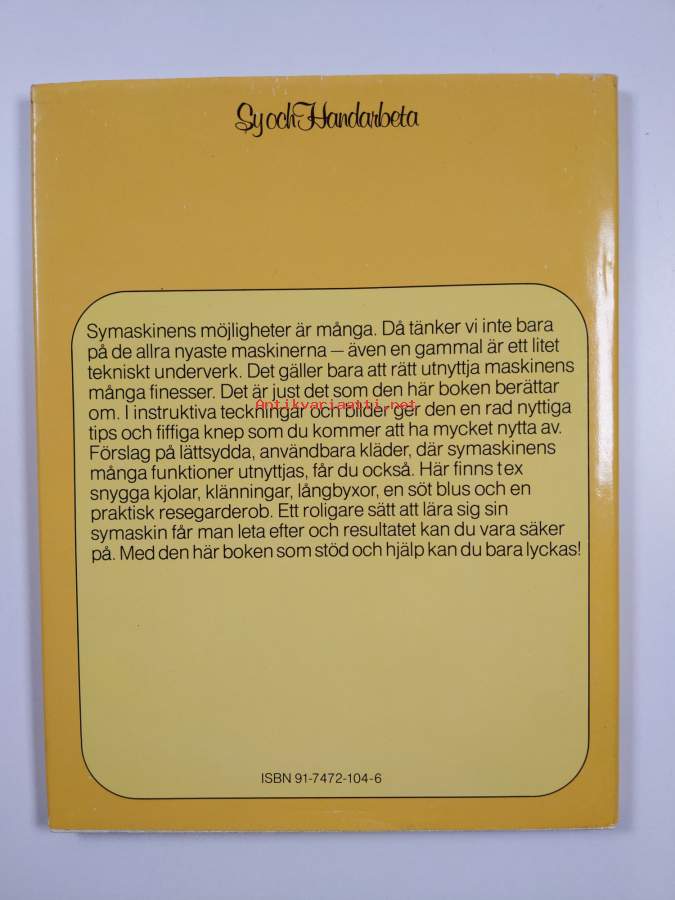 Sy och Handarbeta
Symaskinens möjligheter är många. Då tänker vi inte bara
på de allra nyaste maskinerna – även en gammal är ett litet
tekniskt underverk. Det gäller bara att rätt utnyttja maskinens
många finesser. Det är just det som den här boken berättar
om. I instruktiva teckningar och bilder ger den en rad nyttiga
Antikvariaatti.net
tips och fiffiga knep som du kommer att ha mycket nytta av.
Förslag på lättsydda, användbara kläder, där symaskinens
många funktioner utnyttjas, får du också. Här finns t ex
snygga kjolar, klänningar, långbyxor, en söt blus och en
praktisk resegarderob. Ett roligare sätt att lära sig sin
symaskin får man leta efter och resultatet kan du vara säker
på. Med den här boken som stöd och hjälp kan du bara lyckas!
ISBN 91-7472-104-6